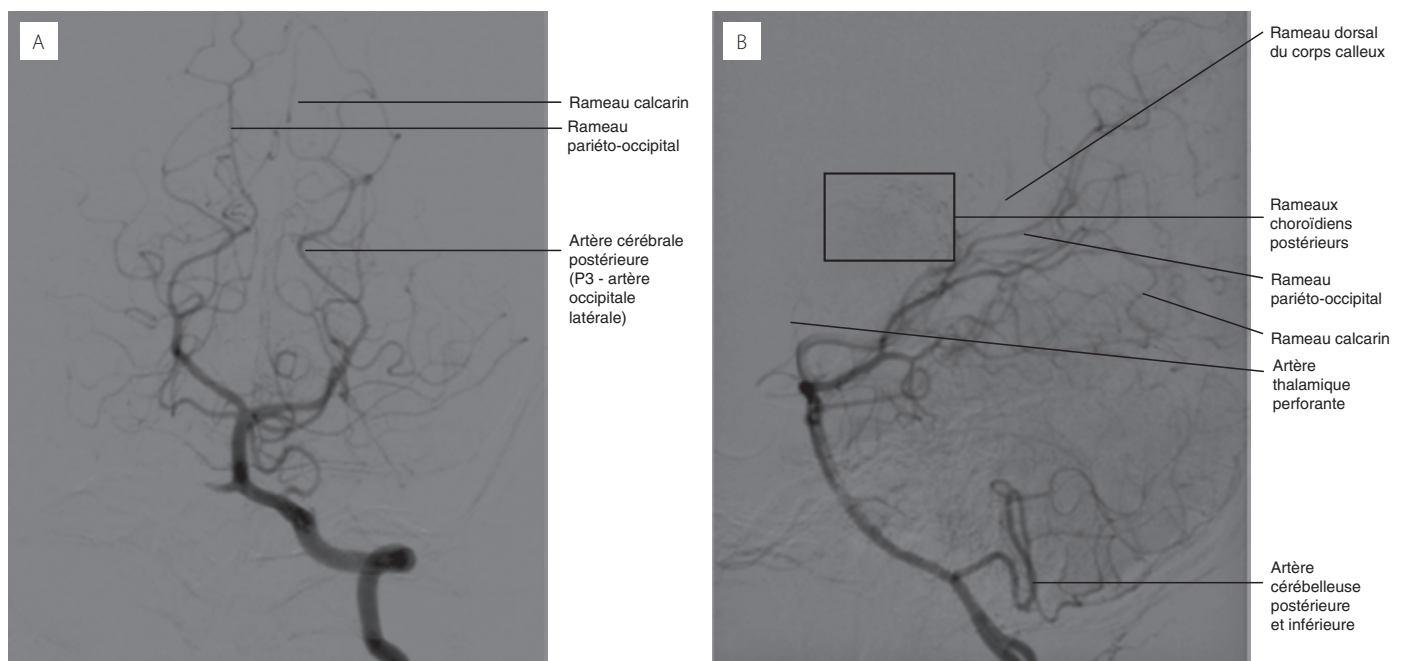 A
Rameau calcarin
Rameau
pariéto-occipital
Artère cérébrale
postérieure
(P3 - artère
occipitale
latérale)
B
Rameau dorsal
du corps calleux
Rameaux
choroïdiens
postérieurs
Rameau
pariéto-occipital
Rameau calcarin
Artère
thalamique
perforante
Artère
cérébelleuse
postérieure
et inférieure